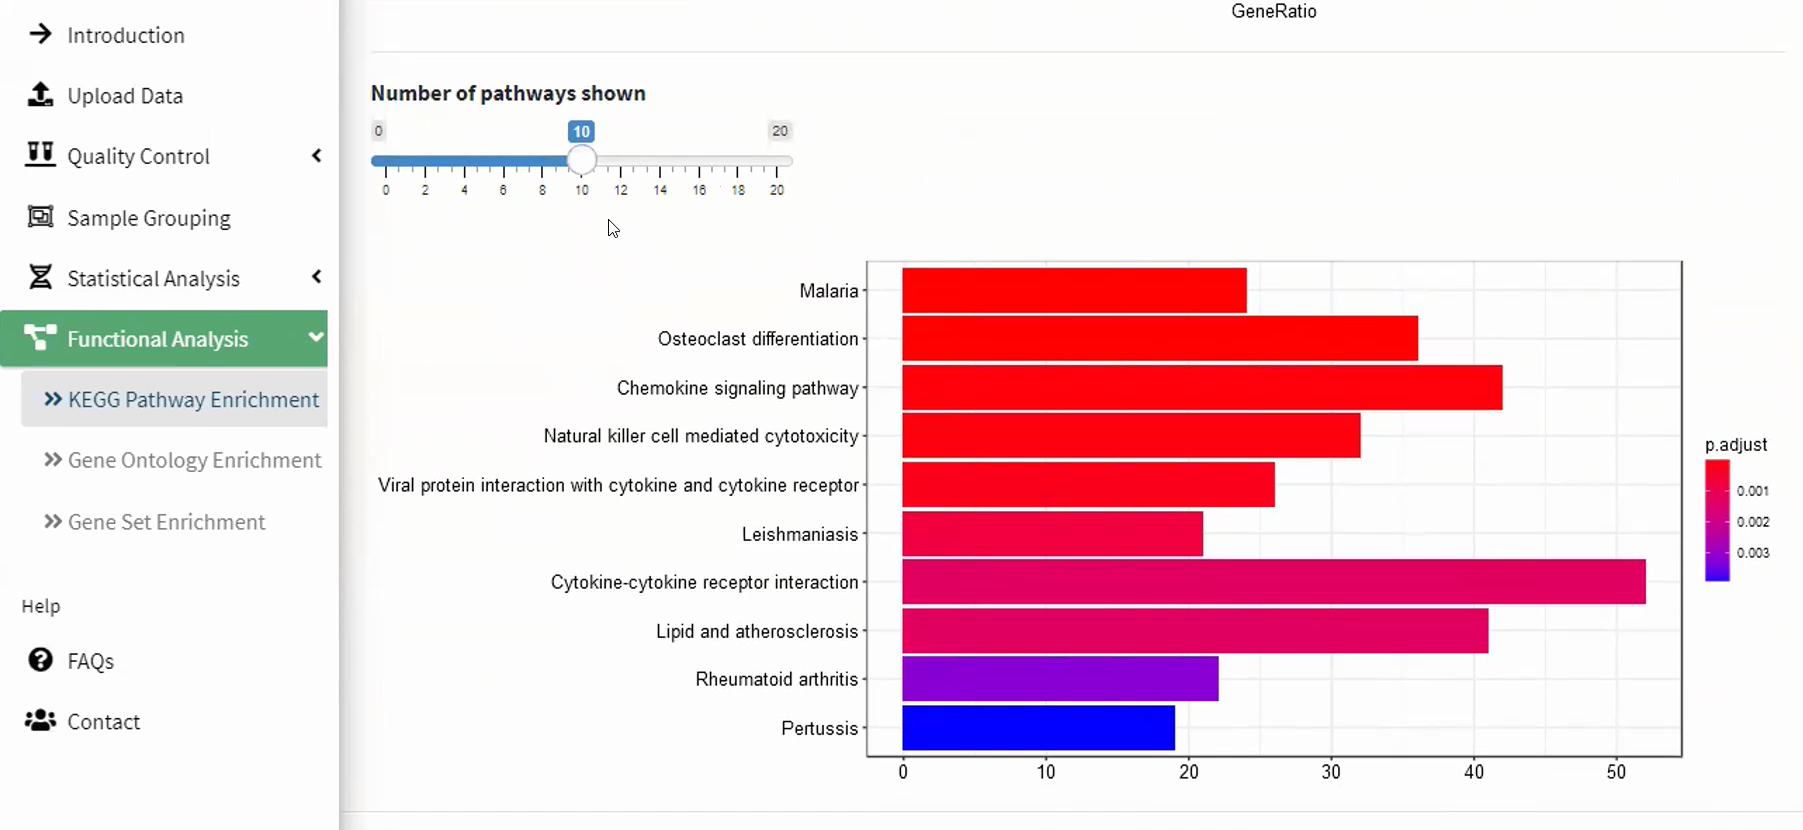 Introduction
Upload Data
Quality Control
Sample Grouping
Statistical Analysis
Functional Analysis
KEGG Pathway Enrichment
Gene Ontology Enrichment
Gene Set Enrichment
Help
FAQs
Contact
GeneRatio
Number of pathways shown
0 10 20
0 2 4 6 8 10 12 14 16 18 20
Malaria
Osteoclast differentiation
Chemokine signaling pathway
Natural killer cell mediated cytotoxicity
Viral protein interaction with cytokine and cytokine receptor
Leishmaniasis
Cytokine-cytokine receptor interaction
Lipid and atherosclerosis
Rheumatoid arthritis
Pertussis
0 10 20 30 40 50
p.adjust
0.001
0.002
0.003